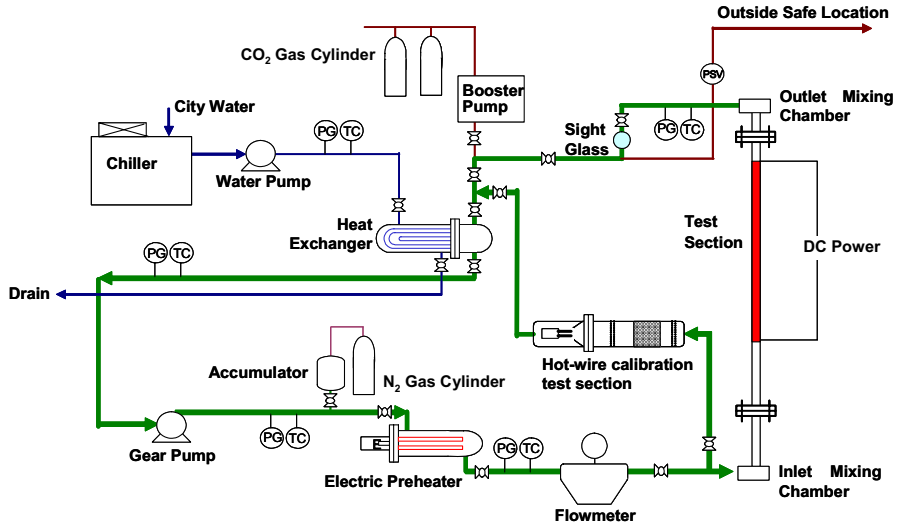 Outside Safe Location
CO2 Gas Cylinder
PSV
City Water
Booster
Pump
Outlet Mixing
Chamber
PG TC
PG TC
Sight
Glass
Chiller
Water Pump
Heat
Exchanger
Test
Section
DC Power
PG TC
Drain
Hot-wire calibration
test section
Accumulator
N2 Gas Cylinder
PG TC
Gear Pump
E
PG TC
Electric Preheater
Inlet Mixing
Chamber
Flowmeter